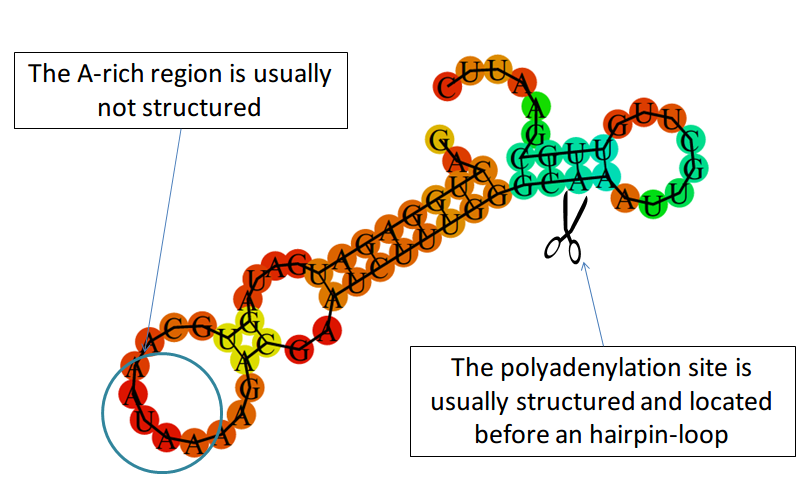 The A-rich region is usually
not structured
C U U A A G
G A
G U U G C U U G
C G U U A A A C G
A U C U U U G G
G A G A U G A U A
G U G C A A A U A A A A G A C G A
The polyadenylation site is
usually structured and located
before an hairpin-loop